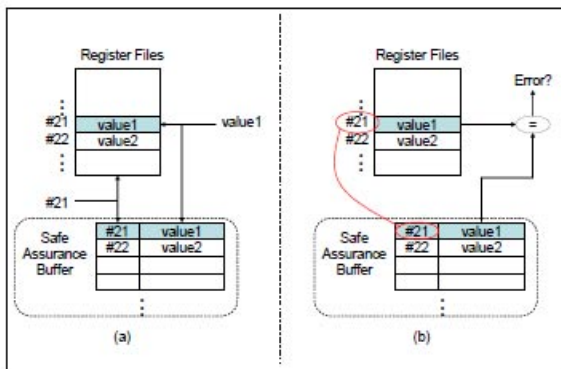 Register Files
#21 value1
#22 value2
value1
#21
Safe
Assurance
Buffer
#21 value1
#22 value2
(a)
Register Files
Error?
#21 value1
#22 value2
=
Safe
Assurance
Buffer
#21 value1
#22 value2
(b)